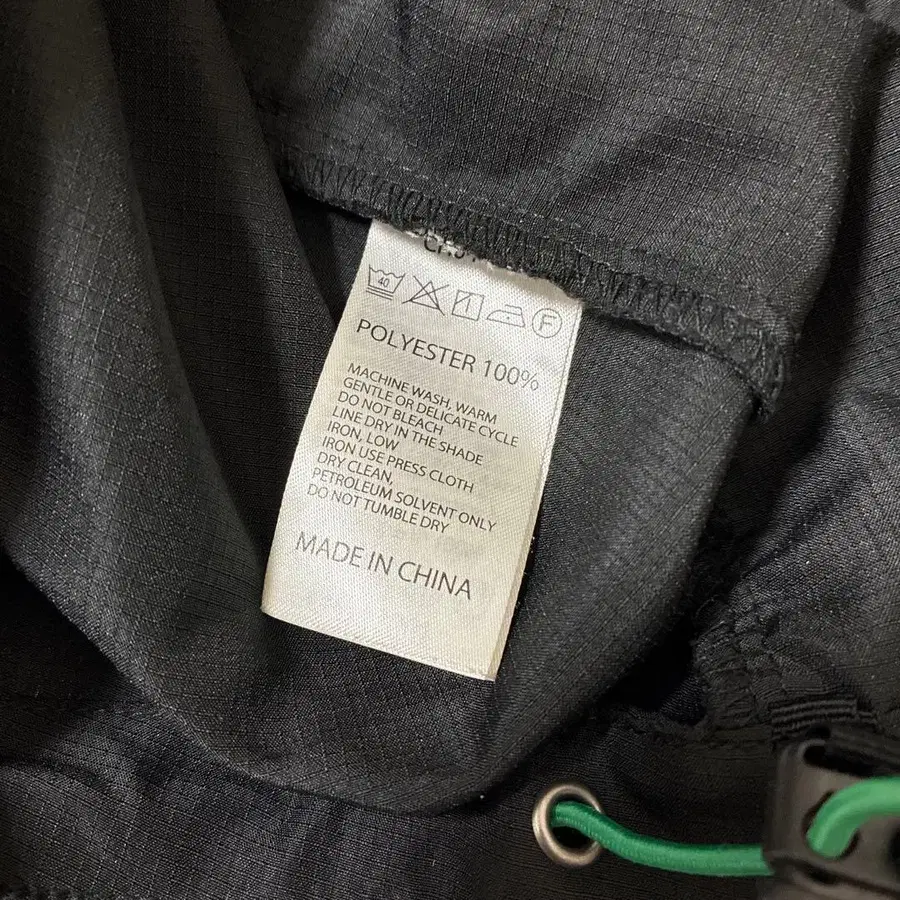 40
F
POLYESTER 100%
MACHINE WASH, WARM
GENTLE OR DELICATE CYCLE
DO NOT BLEACH
LINE DRY IN THE SHADE
IRON, LOW
IRON USE PRESS CLOTH
DRY CLEAN,
PETROLEUM SOLVENT ONLY
DO NOT TUMBLE DRY
MADE IN CHINA